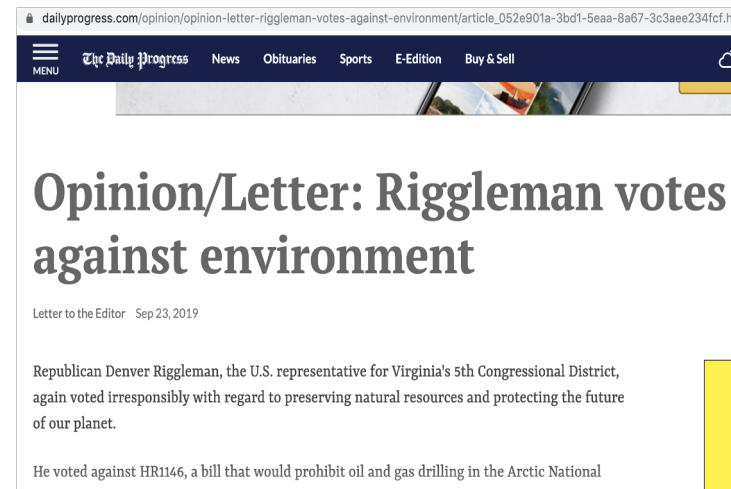 dailyprogress.com/opinion/opinion-letter-riggleman-votes-against-environment/article_052e901a-3bd1-5eaa-8a67-3c3aee234fcf.h
MENU
The Daily Progress News Obituaries Sports E-Edition Buy & Sell
Opinion/Letter: Riggleman votes
against environment
Letter to the Editor Sep 23, 2019
Republican Denver Riggleman, the U.S. representative for Virginia's 5th Congressional District,
again voted irresponsibly with regard to preserving natural resources and protecting the future
of our planet.
He voted against HR1146, a bill that would prohibit oil and gas drilling in the Arctic National